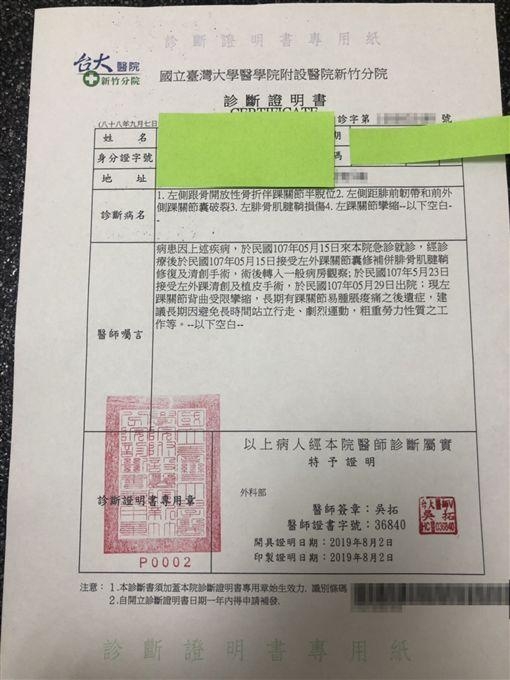 診斷證明書專用紙
台大醫院
新竹分院
國立臺灣大學醫學院附設醫院新竹分院
診斷證明書
CERTIFICATE
(八十八年九月七日
診字第 號
姓名
期
身分證字號
碼
地址
診斷病名
1.左側跟骨開放性骨折伴踝關節半脫位2.左側距腓前韌帶和前外
側踝關節囊破裂3.左腓骨肌腱鞘損傷4.左踝關節攣縮--以下空白-
-
醫師囑言
病患因上述疾病，於民國107年05月15日來本院急診就診，經診
療後於民國107年05月15日接受左外踝關節囊修補併腓骨肌腱鞘
修復及清創手術，術後轉入一般病房觀察;於民國107年5月23日
接受左外踝清創及植皮手術，於民國107年05月29日出院；現左
踝關節背曲受限攣縮，長期有踝關節易腫脹痠痛之後遺症，建
議長期因避免長時間站立行走、劇烈運動，粗重勞力性質之工
作等。--以下空白--
診斷證明書專用章
P0002
以上病人經本院醫師診斷屬實
特予證明
外科部
醫師簽章：吳拓
醫師證書字號：36840
台大醫師
吳拓
HC醫036840
開具證明日期：2019年8月2日
印製證明日期：2019年8月2日
注意：1.本診斷書須加蓋本院診斷證明書專用章始生效力. 識別條碼
2.自開立診斷證明書日期一年內得申請補發.
診斷證明書專用紙